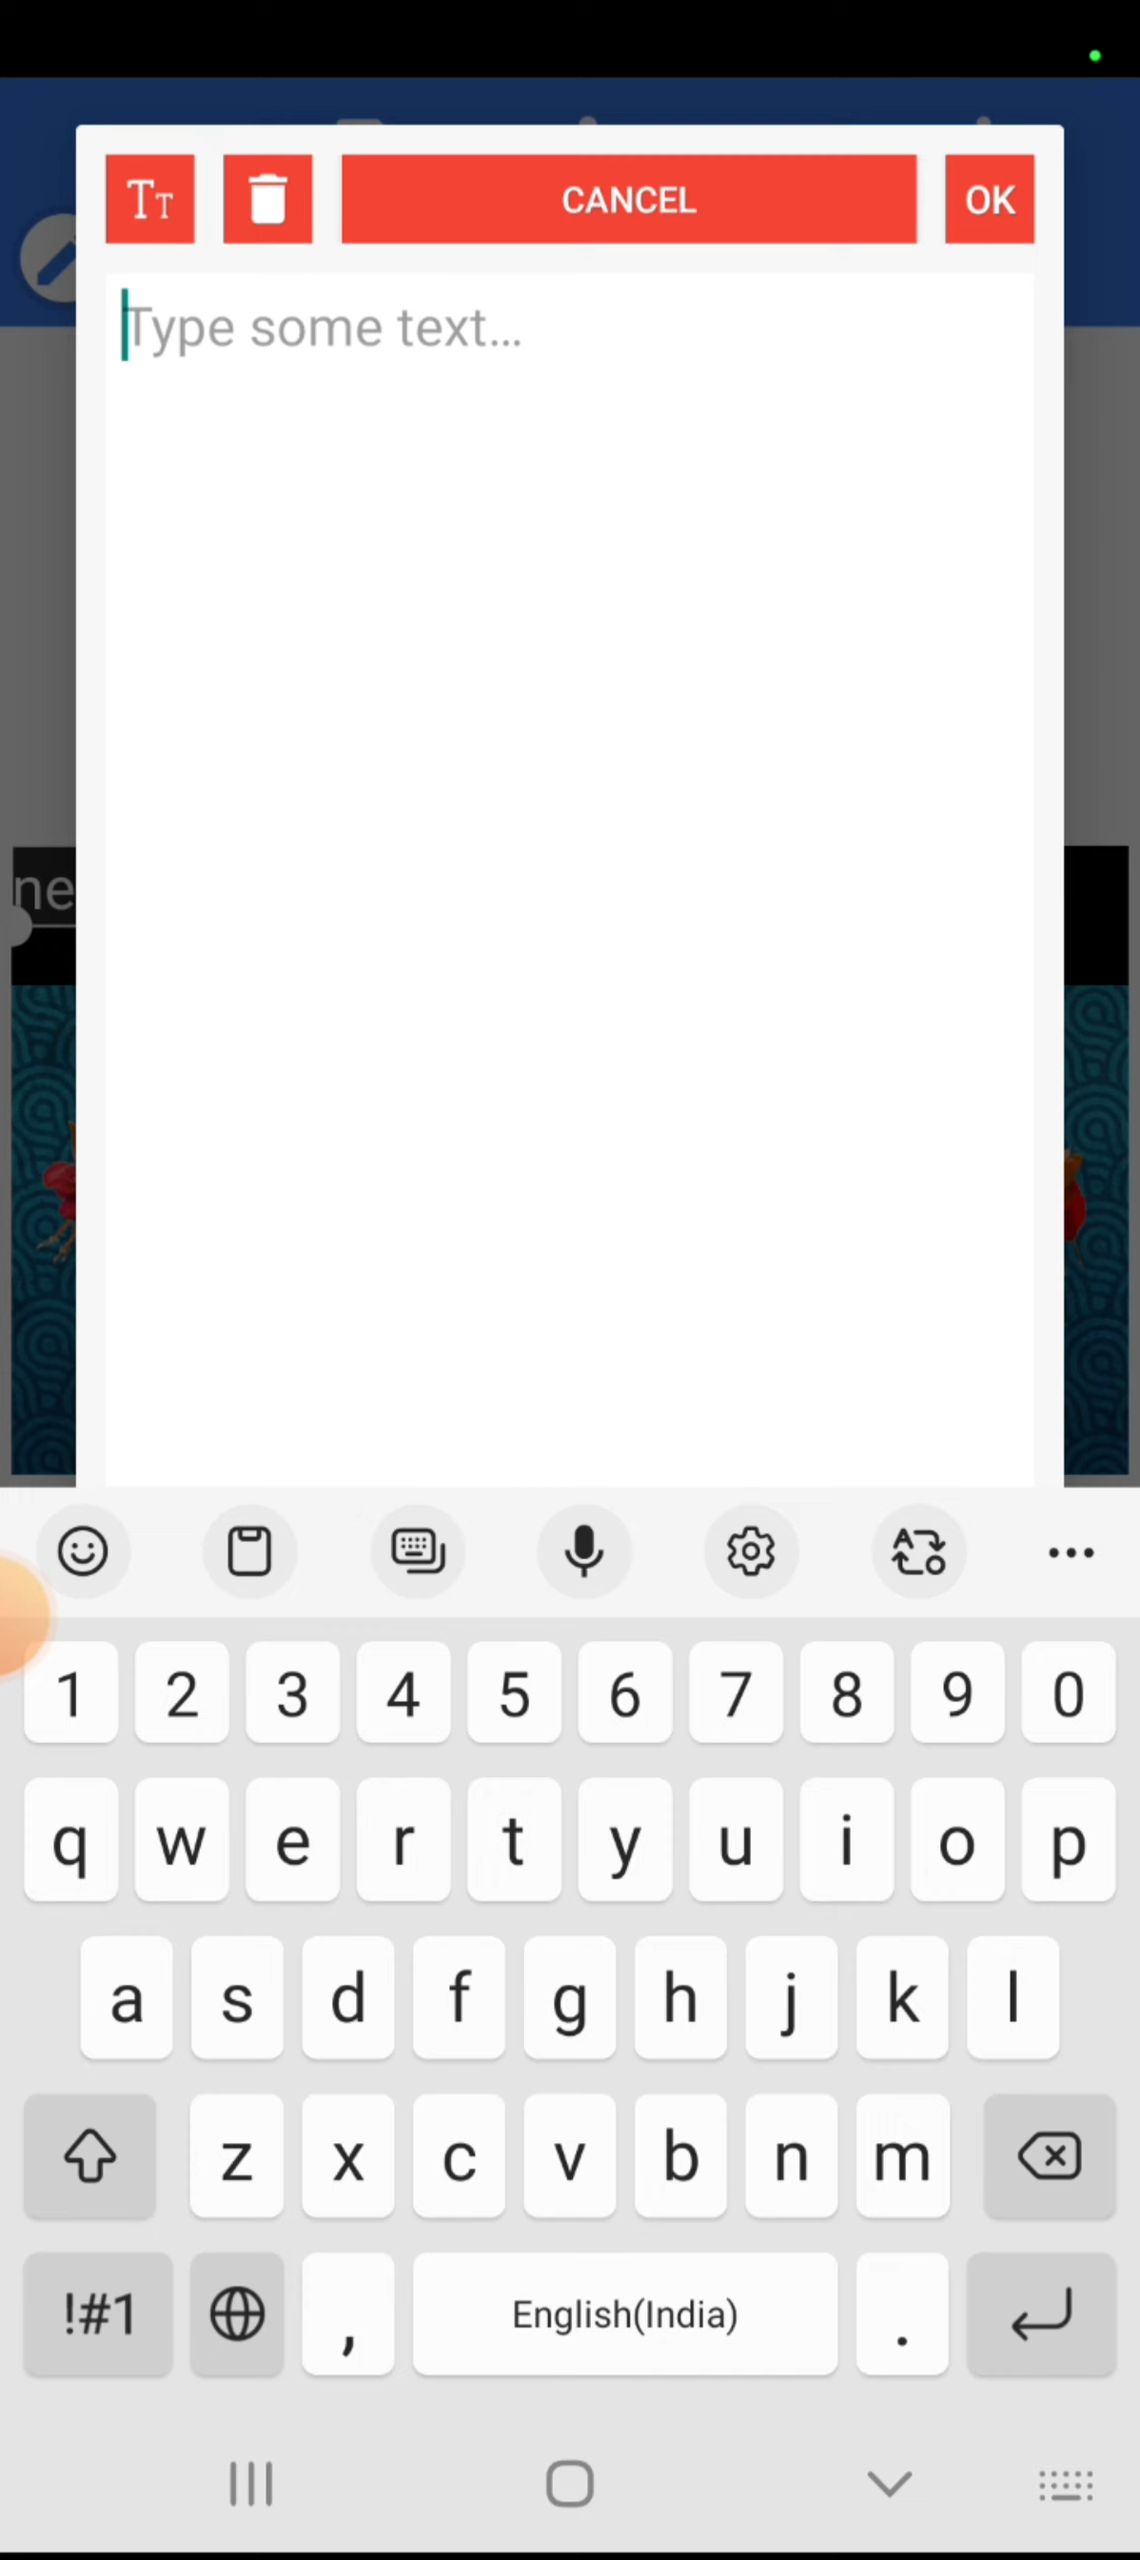 Tт
CANCEL
OK
Type some text...
ne
1 2 3 4 5 6 7 8 9 0
q w e r t y u i o p
a s d f g h j k l
z x c v b n m
!#1 , English(India) .